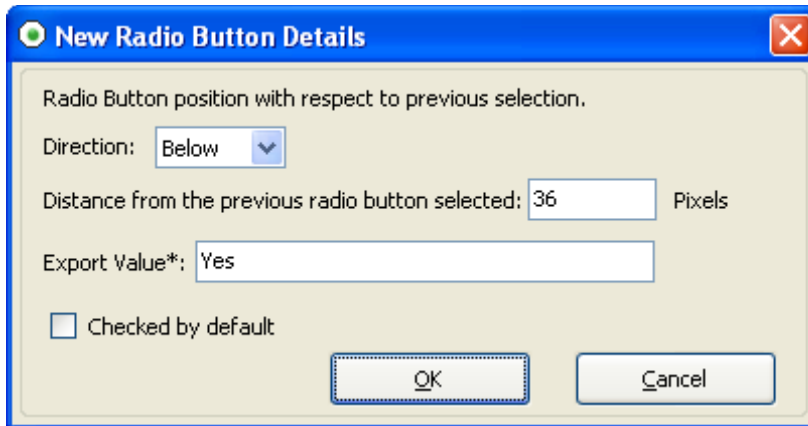 New Radio Button Details
Radio Button position with respect to previous selection.
Direction: Below
Distance from the previous radio button selected: 36 Pixels
Export Value*: Yes
Checked by default
OK Cancel